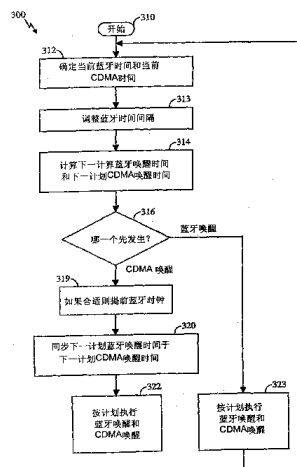 300
310
开始
312
确定当前蓝牙时间和当前
CDMA时间
313
调整蓝牙时间间隔
314
计算下一计算蓝牙唤醒时间
和下一计划CDMA唤醒时间
316
哪一个先发生?
蓝牙唤醒
CDMA 唤醒
319
如果合适则提前蓝牙时钟
320
同步下一计划蓝牙唤醒时间于
下一计划CDMA唤醒时间
322
按计划执行
蓝牙唤醒和
CDMA唤醒
323
按计划执行
蓝牙唤醒和
CDMA唤醒